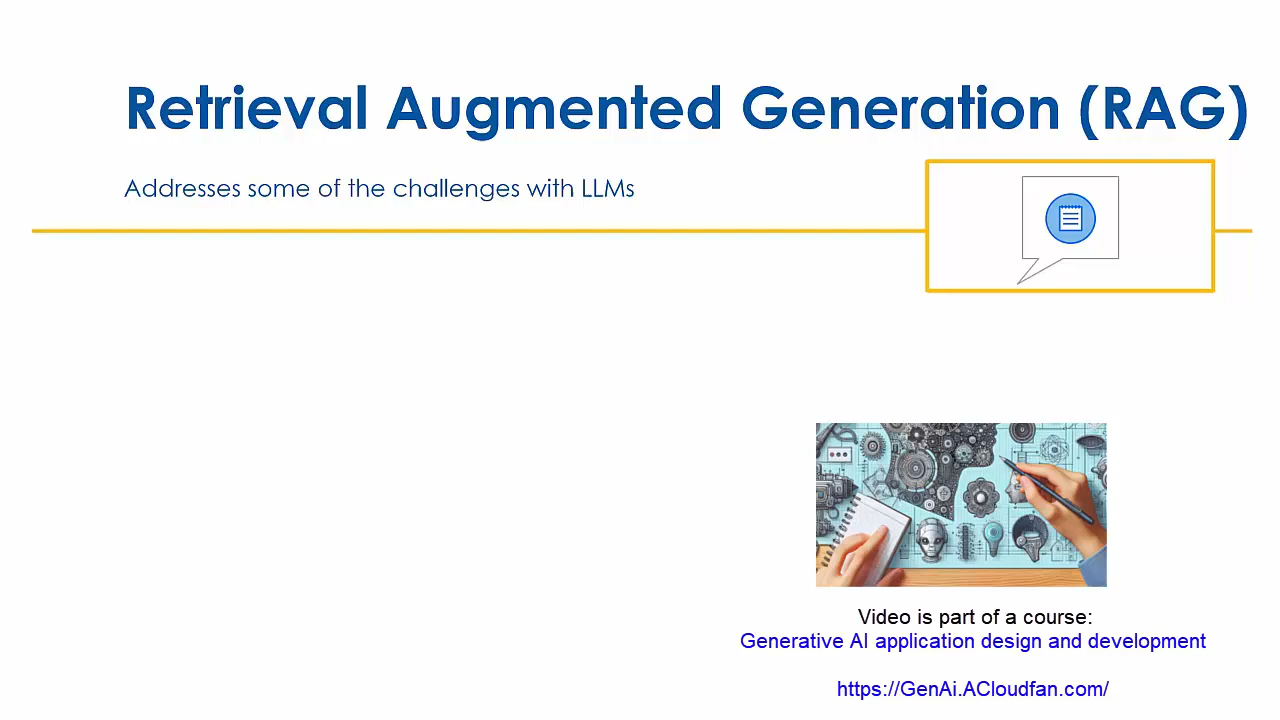 Retrieval Augmented Generation (RAG)
Addresses some of the challenges with LLMs
Video is part of a course:
Generative AI application design and development
https://GenAi.ACloudfan.com/